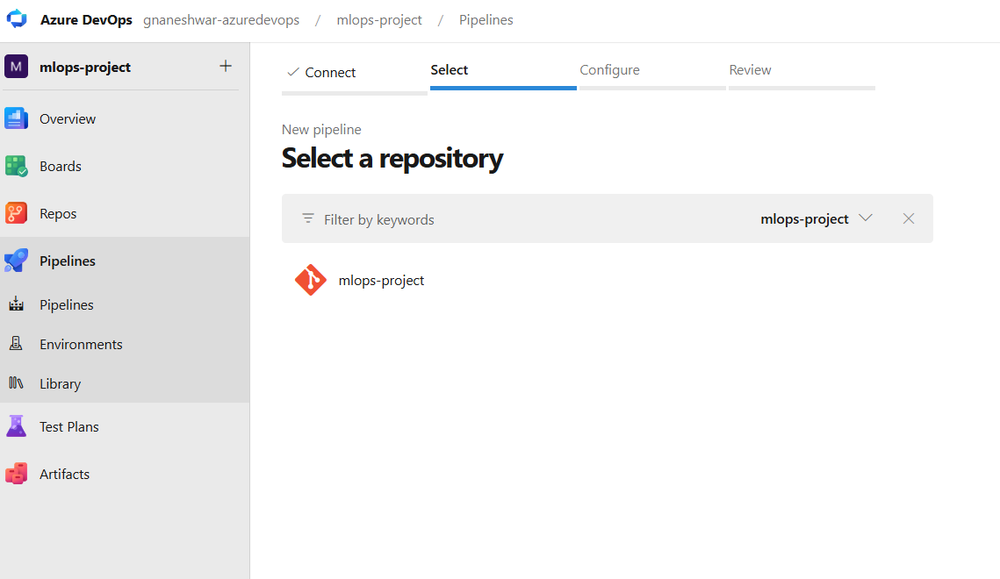 Azure DevOps gnaneshwar-azuredevops / mlops-project / Pipelines
M mlops-project +
Overview
Boards
Repos
Pipelines
Pipelines
Environments
Library
Test Plans
Artifacts
Connect Select Configure Review
New pipeline
Select a repository
Filter by keywords mlops-project
mlops-project